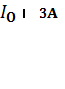 I₀ ı 3A